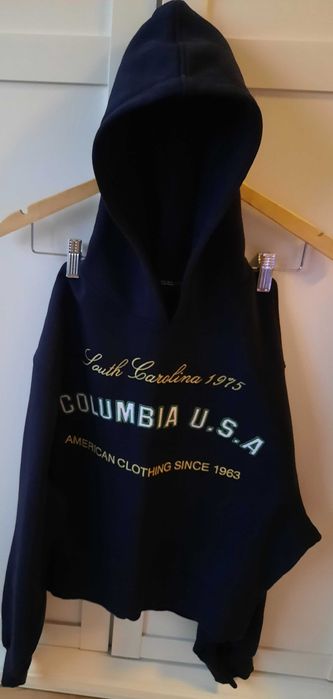 South Carolina 1975
COLUMBIA U.S.A
AMERICAN CLOTHING SINCE 1963